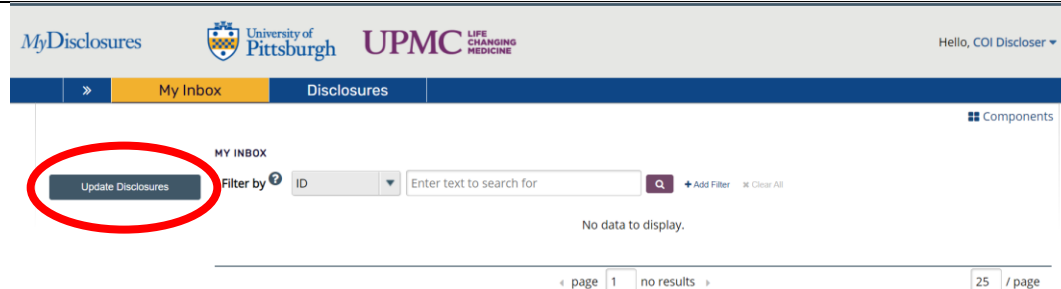 MyDisclosures University of Pittsburgh UPMC LIFE CHANGING MEDICINE Hello, COI Discloser
» My Inbox Disclosures
Components
MY INBOX
Update Disclosures Filter by ? ID Enter text to search for + Add Filter × Clear All
No data to display.
page 1 no results 25 / page